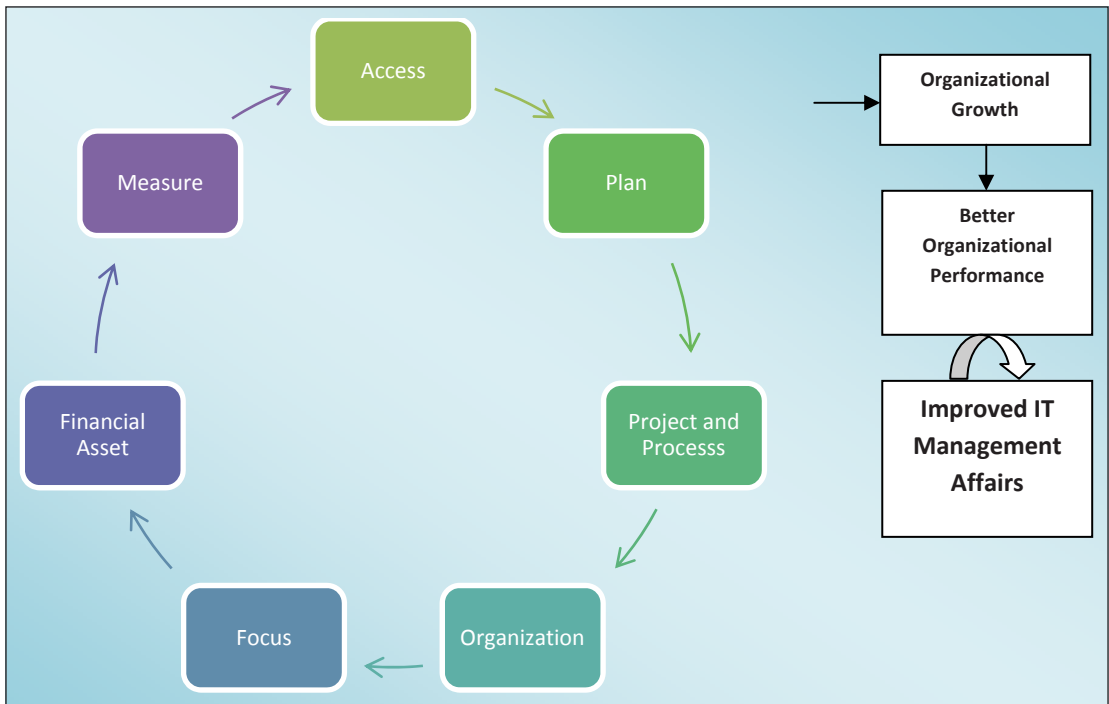 Access
Plan
Project and
Processs
Organization
Focus
Financial
Asset
Measure
Organizational
Growth
Better
Organizational
Performance
Improved IT
Management
Affairs